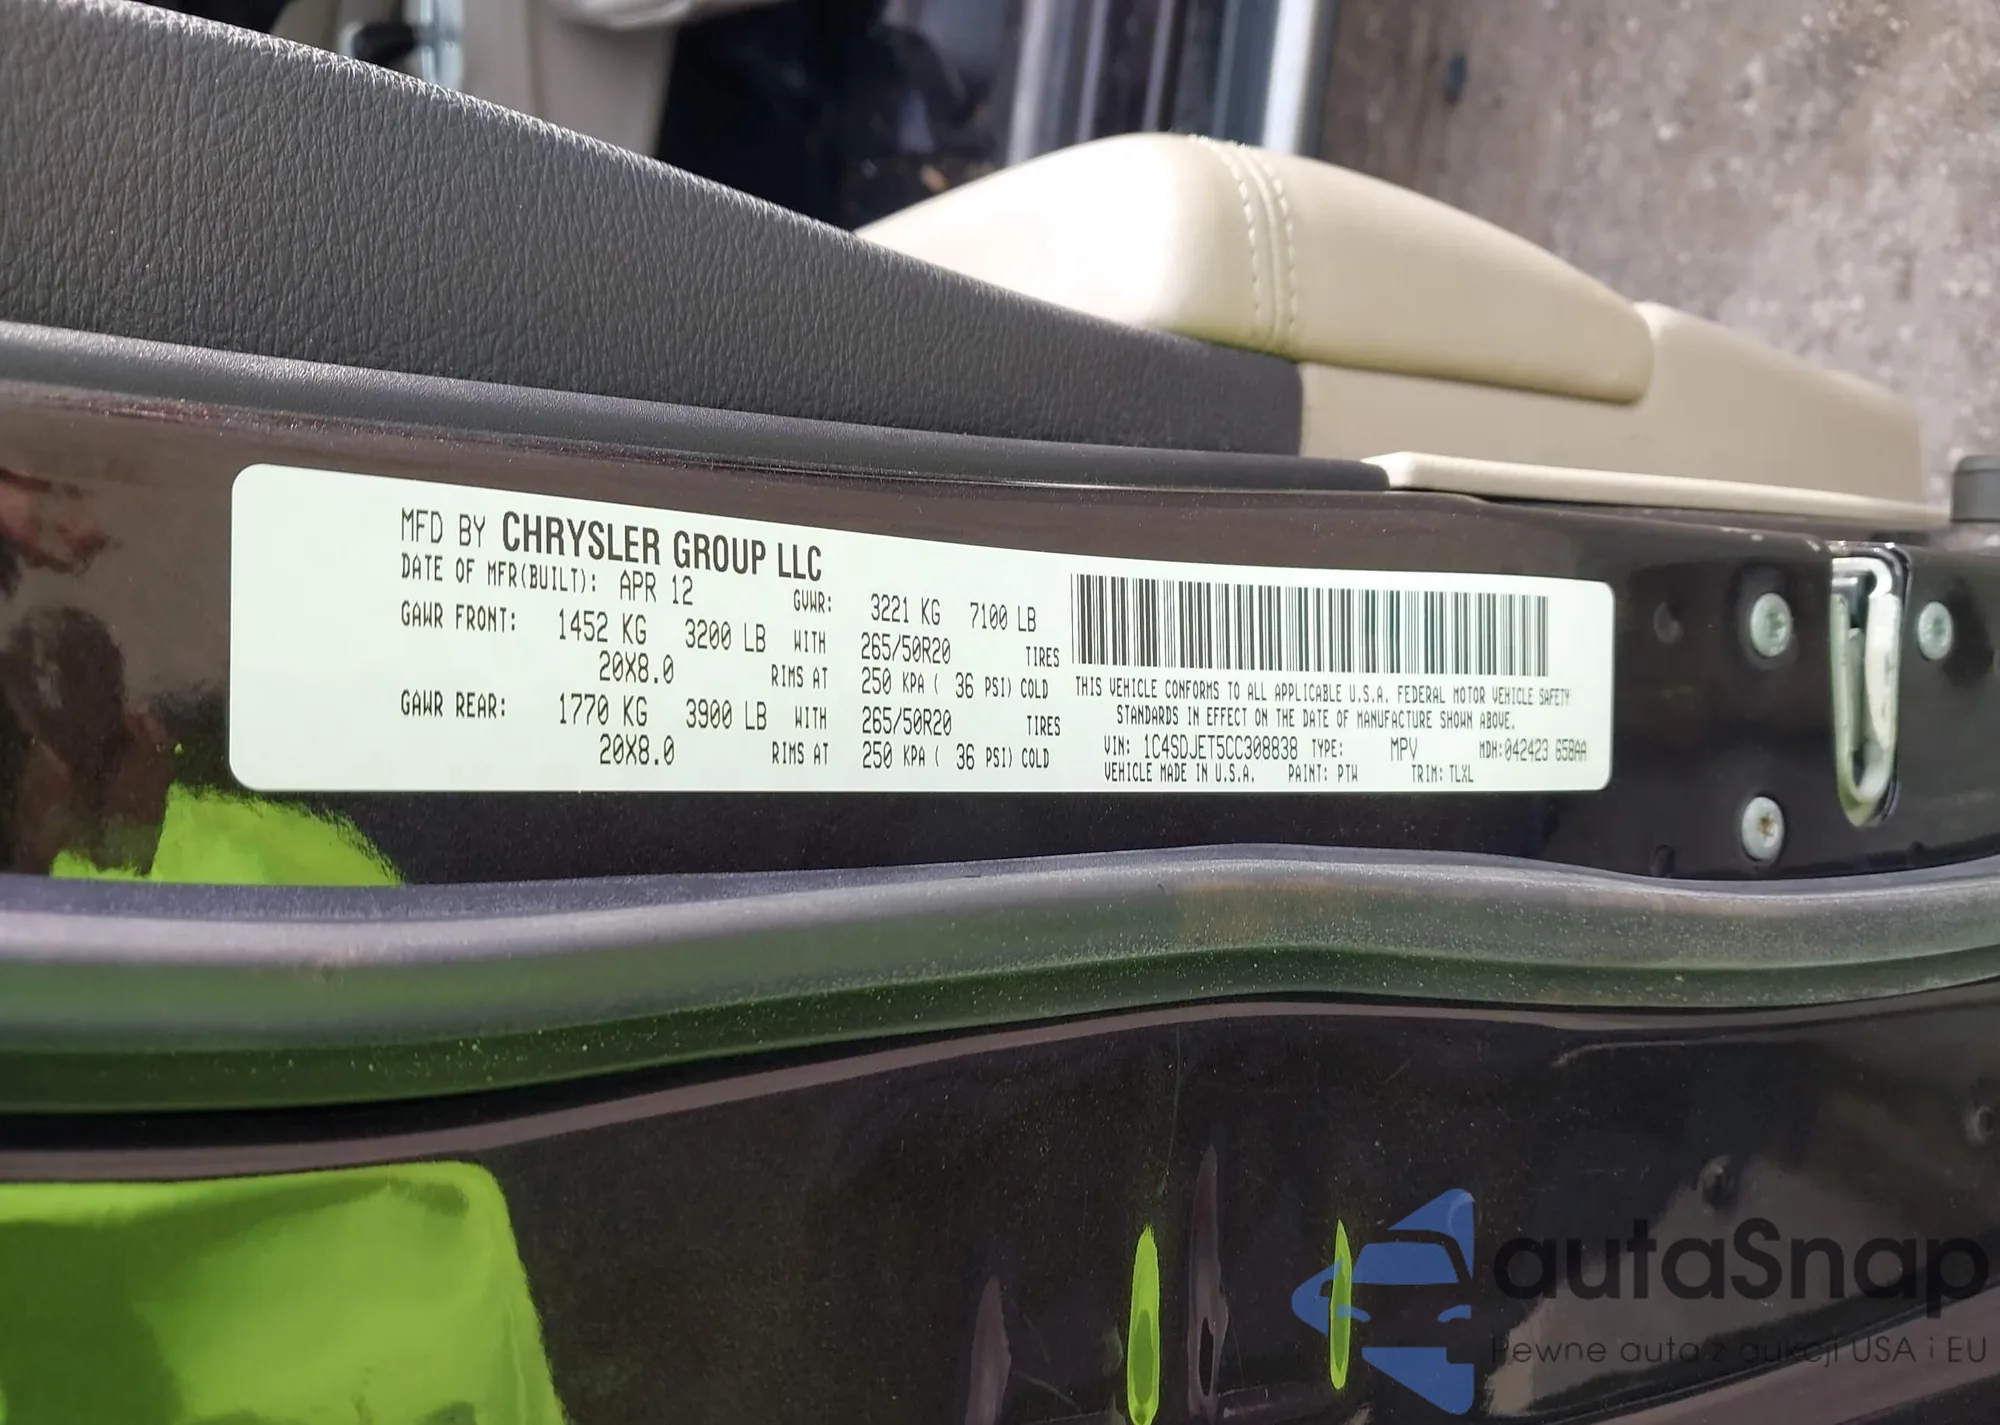 MFD BY CHRYSLER GROUP LLC
DATE OF MFR(BUILT): APR 12 GVWR: 3221 KG 7100 LB
GAWR FRONT: 1452 KG 3200 LB WITH 265/50R20 TIRES
20X8.0 RIMS AT 250 KPA ( 36 PSI) COLD
GAWR REAR: 1770 KG 3900 LB WITH 265/50R20 TIRES
20X8.0 RIMS AT 250 KPA ( 36 PSI) COLD
THIS VEHICLE CONFORMS TO ALL APPLICABLE U.S.A. FEDERAL MOTOR VEHICLE SAFETY
STANDARDS IN EFFECT ON THE DATE OF MANUFACTURE SHOWN ABOVE.
VIN: 1C4SDJET5CC308838 TYPE: MPV MDH:042423 658AA
VEHICLE MADE IN U.S.A. PAINT: PTW TRIM: TLXL
autaSnap
Pewne auta z aukcji USA i EU